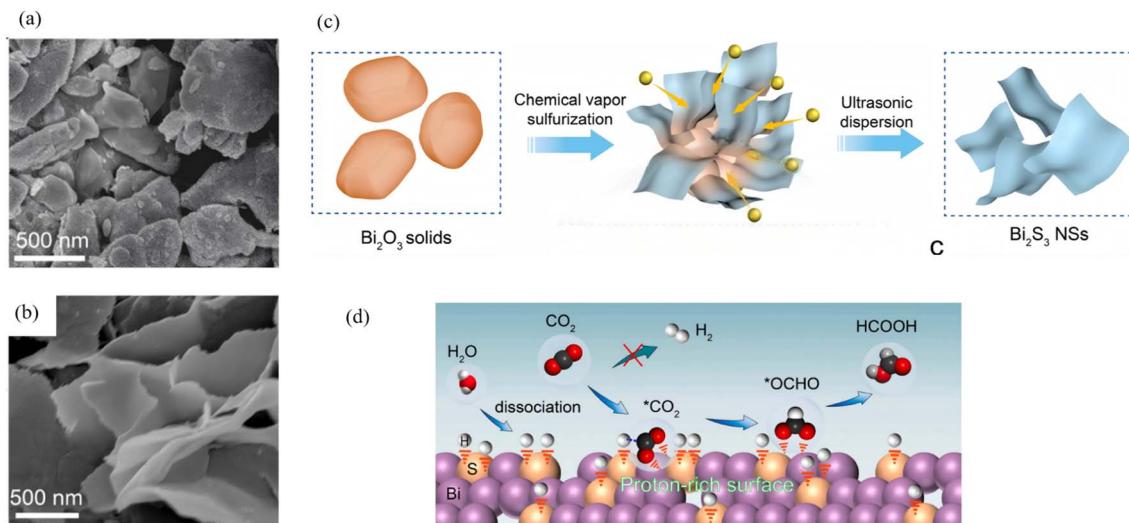 (a)
500 nm
(b)
500 nm
(c)
Chemical vapor
sulfurization
Ultrasonic
dispersion
Bi₂O₃ solids
Bi₂S₃ NSs
C
(d)
CO₂
H₂
HCOOH
H₂O
*OCHO
dissociation
*CO₂
H
S
Bi
Proton-rich surface